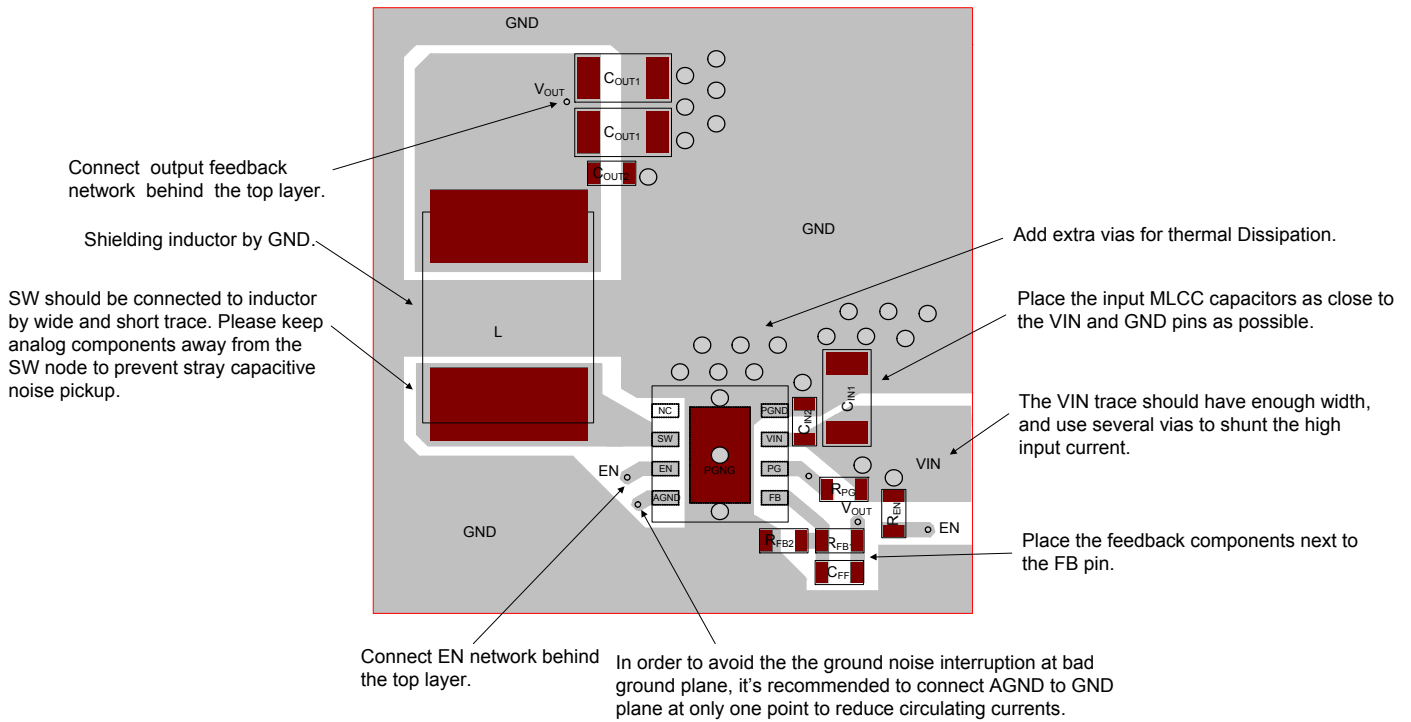 GND
COUT1
VOUT
COUT1
COUT2
Connect output feedback
network behind the top layer.
Shielding inductor by GND.
GND
Add extra vias for thermal Dissipation.
SW should be connected to inductor
by wide and short trace. Please keep
analog components away from the
SW node to prevent stray capacitive
noise pickup.
L
Place the input MLCC capacitors as close to
the VIN and GND pins as possible.
NC
SW
EN
AGND
PGNG
PGND
VIN
PG
FB
CIN2
CIN1
The VIN trace should have enough width,
and use several vias to shunt the high
input current.
VIN
EN
RPG
VOUT
REN
EN
GND
RFB2
RFB1
CFF
Place the feedback components next to
the FB pin.
Connect EN network behind
the top layer.
In order to avoid the the ground noise interruption at bad
ground plane, it's recommended to connect AGND to GND
plane at only one point to reduce circulating currents.